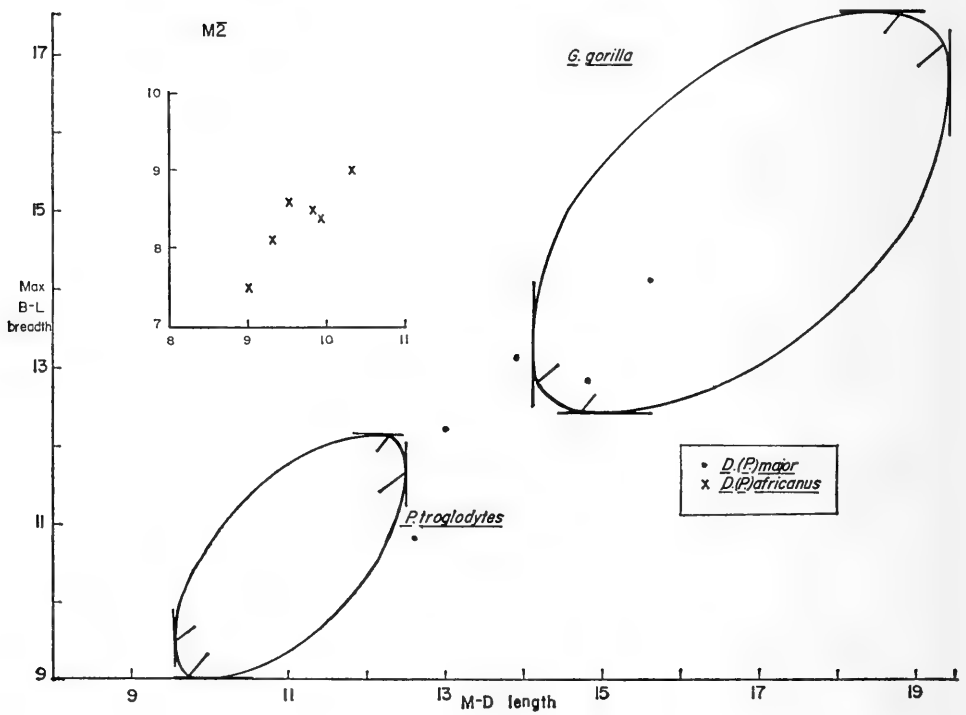 M2̅
G. gorilla
17
15
Max
B-L
breadth
13
11
9
10
9
8
7
8 9 10 11
D.(P.)major
D.(P.)africanus
P. troglodytes
9 11 13 15 17 19
M-D length